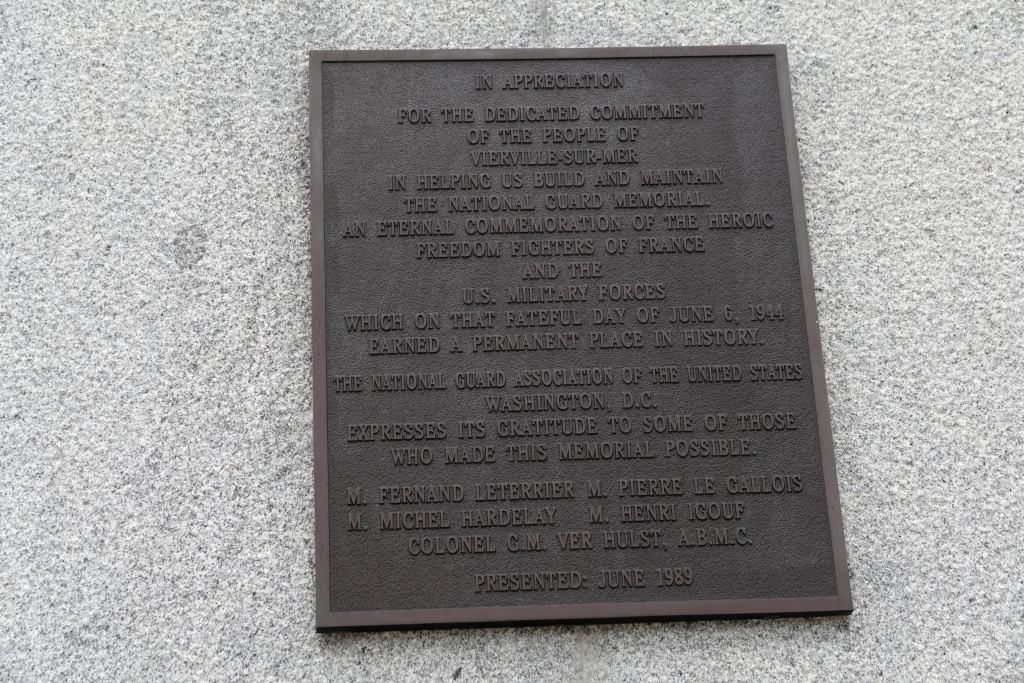 IN APPRECIATION
FOR THE DEDICATED COMMITMENT
OF THE PEOPLE OF
VIERVILLE-SUR-MER
IN HELPING US BUILD AND MAINTAIN
THE NATIONAL GUARD MEMORIAL.
AN ETERNAL COMMEMORATION OF THE HEROIC
FREEDOM FIGHTERS OF FRANCE
AND THE
U.S. MILITARY FORCES
WHICH ON THAT FATEFUL DAY OF JUNE 6, 1944
EARNED A PERMANENT PLACE IN HISTORY.
THE NATIONAL GUARD ASSOCIATION OF THE UNITED STATES
WASHINGTON, D.C.
EXPRESSES ITS GRATITUDE TO SOME OF THOSE
WHO MADE THIS MEMORIAL POSSIBLE.
M. FERNAND LETERRIER M. PIERRE LE GALLOIS
M. MICHEL HARDELAY M. HENRI IGOUF
COLONEL G.M. VER HULST, A.B.M.C.
PRESENTED: JUNE 1989